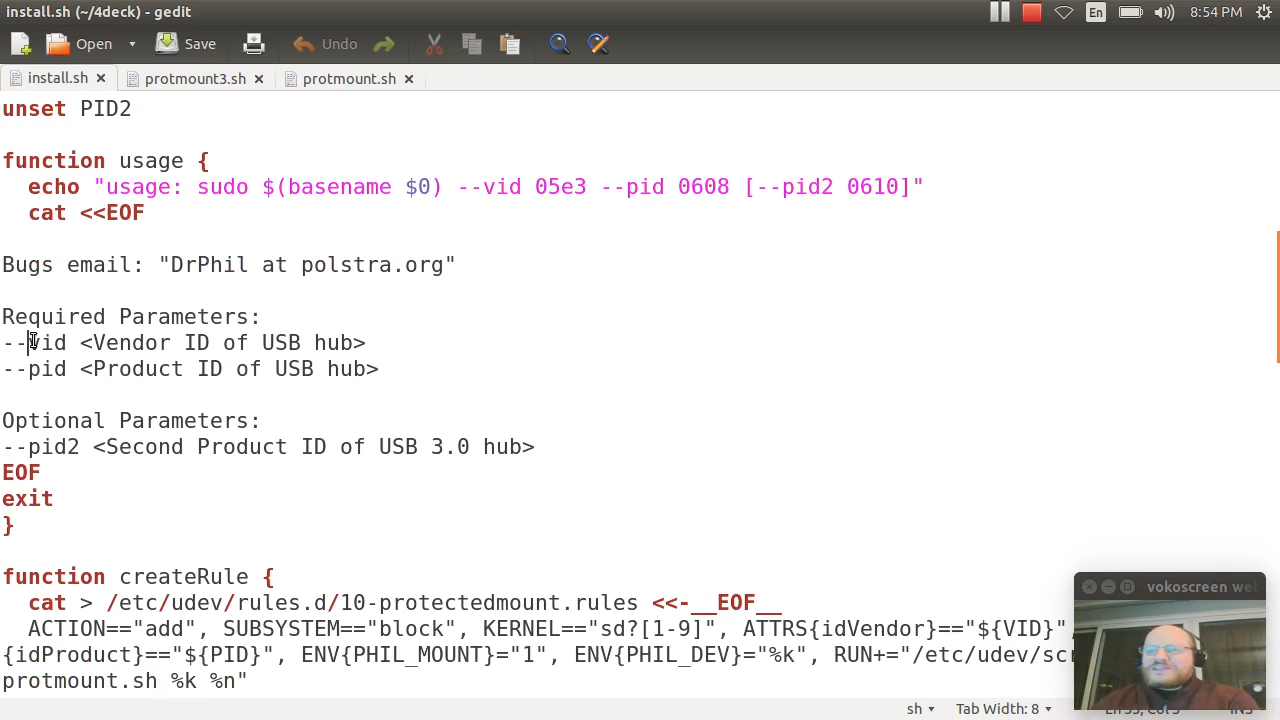 install.sh (~/4deck) - gedit
En
8:54 PM
Open
Save
Undo
install.sh
protmount3.sh
protmount.sh
unset PID2
function usage {
echo "usage: sudo $(basename $0) --vid 05e3 --pid 0608 [--pid2 0610]"
cat <<EOF
Bugs email: "DrPhil at polstra.org"
Required Parameters:
--vid <Vendor ID of USB hub>
--pid <Product ID of USB hub>
Optional Parameters:
--pid2 <Second Product ID of USB 3.0 hub>
EOF
exit
}
function createRule {
cat > /etc/udev/rules.d/10-protectedmount.rules <<-__EOF__
ACTION=="add", SUBSYSTEM=="block", KERNEL=="sd?[1-9]", ATTRS{idVendor}=="${VID}",
{idProduct}=="${PID}", ENV{PHIL_MOUNT}="1", ENV{PHIL_DEV}="%k", RUN+="/etc/udev/sc
protmount.sh %k %n"
vokoscreen we
sh
Tab Width: 8